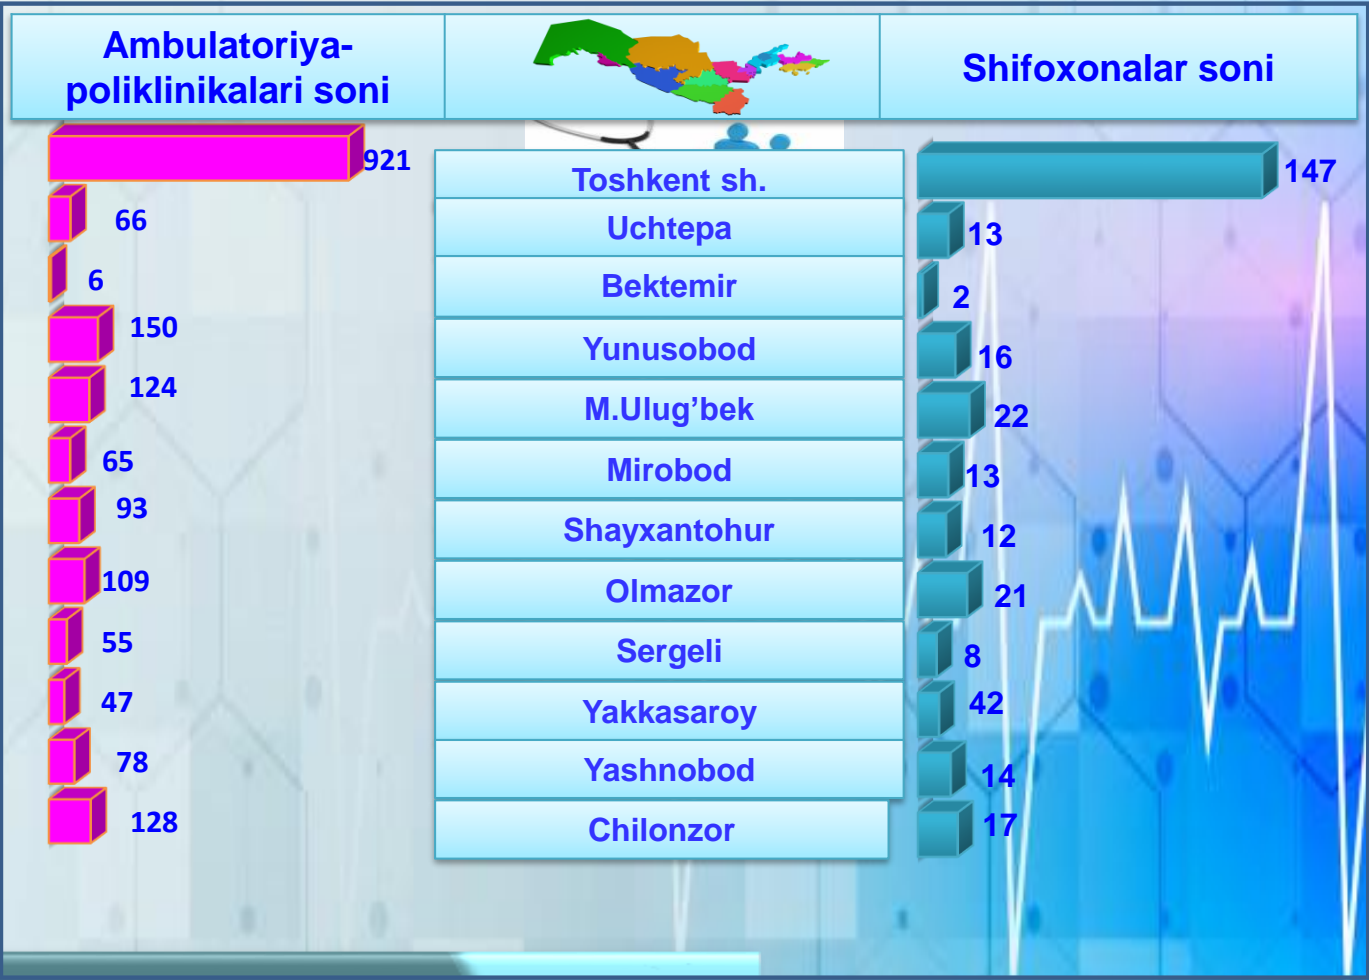 Ambulatoriya-
poliklinikalari soni
Shifoxonalar soni
921
Toshkent sh.
147
66
Uchtepa
13
6
Bektemir
2
150
Yunusobod
16
124
M.Ulug’bek
22
65
Mirobod
13
93
Shayxantohur
12
109
Olmazor
21
55
Sergeli
8
47
Yakkasaroy
42
78
Yashnobod
14
128
Chilonzor
17